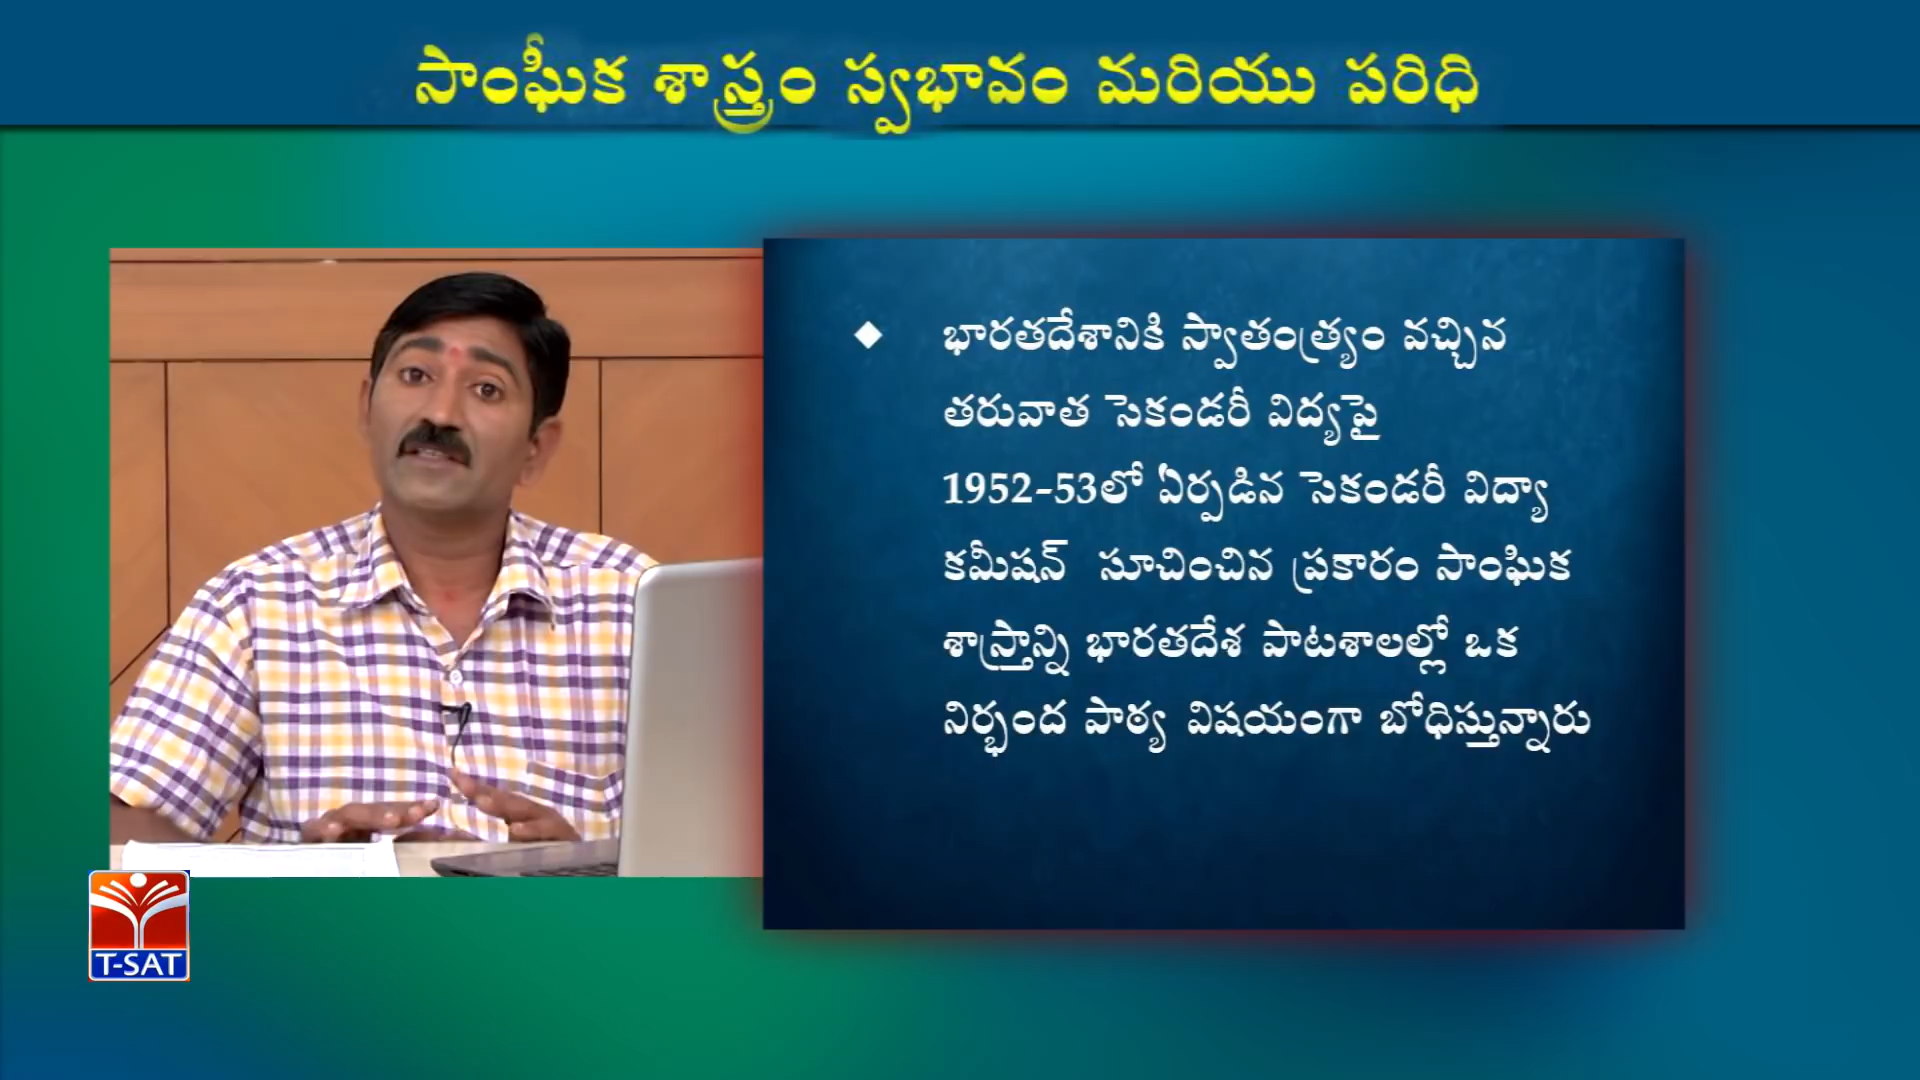 సాంఘీక శాస్త్రం స్వభావం మరియు పరిధి
భారతదేశానికి స్వాతంత్ర్యం వచ్చిన
తరువాత సెకండరీ విద్యపై
1952-53లో ఏర్పడిన సెకండరీ విద్యా
కమీషన్ సూచించిన ప్రకారం సాంఘిక
శాస్త్రాన్ని భారతదేశ పాటశాలల్లో ఒక
నిర్భంద పాఠ్య విషయంగా బోధిస్తున్నారు
T-SAT